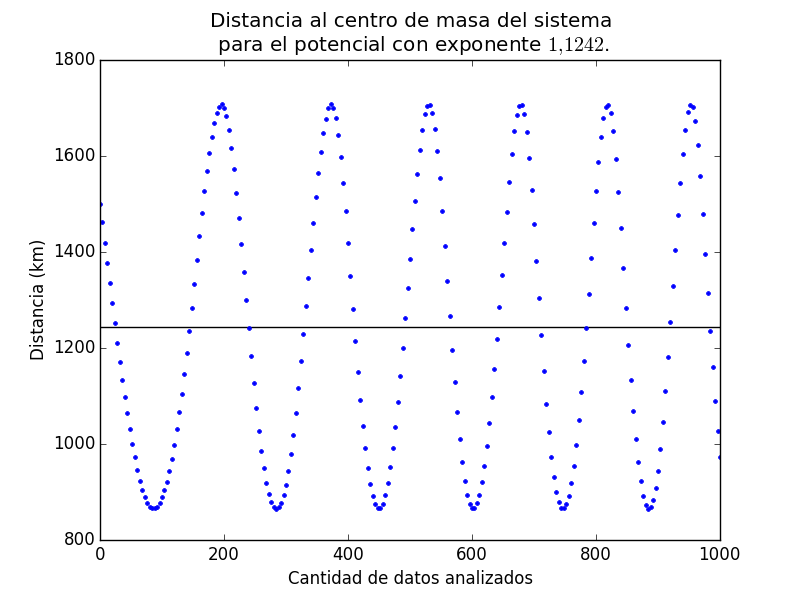 Distancia al centro de masa del sistema
para el potencial con exponente 1,1242.
1800
1600
1400
1200
1000
800
Distancia (km)
0 200 400 600 800 1000
Cantidad de datos analizados